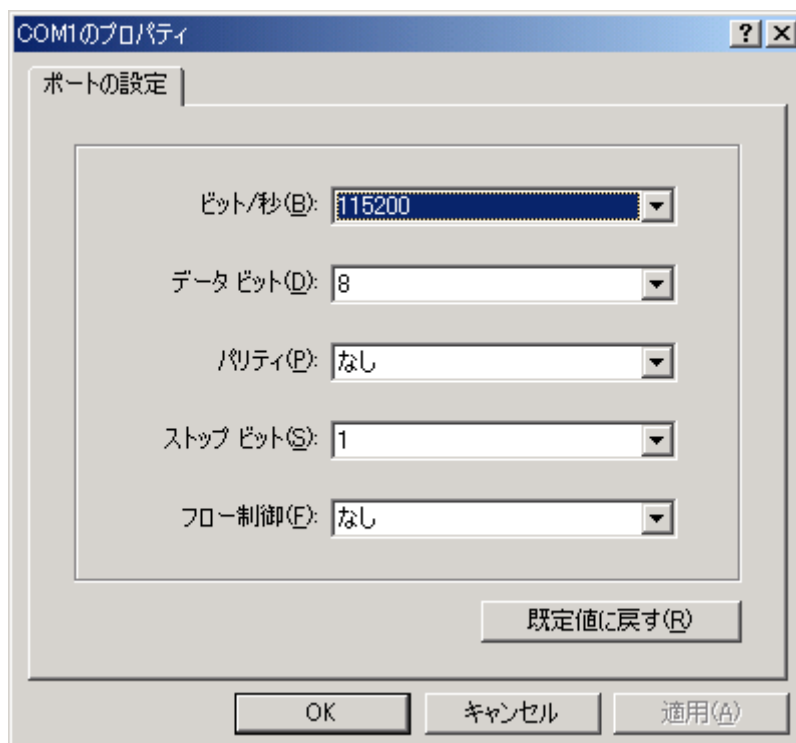 COM1のプロパティ
ポートの設定
ビット/秒(B): 115200
データ ビット(D): 8
パリティ(P): なし
ストップ ビット(S): 1
フロー制御(F): なし
既定値に戻す(R)
OK キャンセル 適用(A)